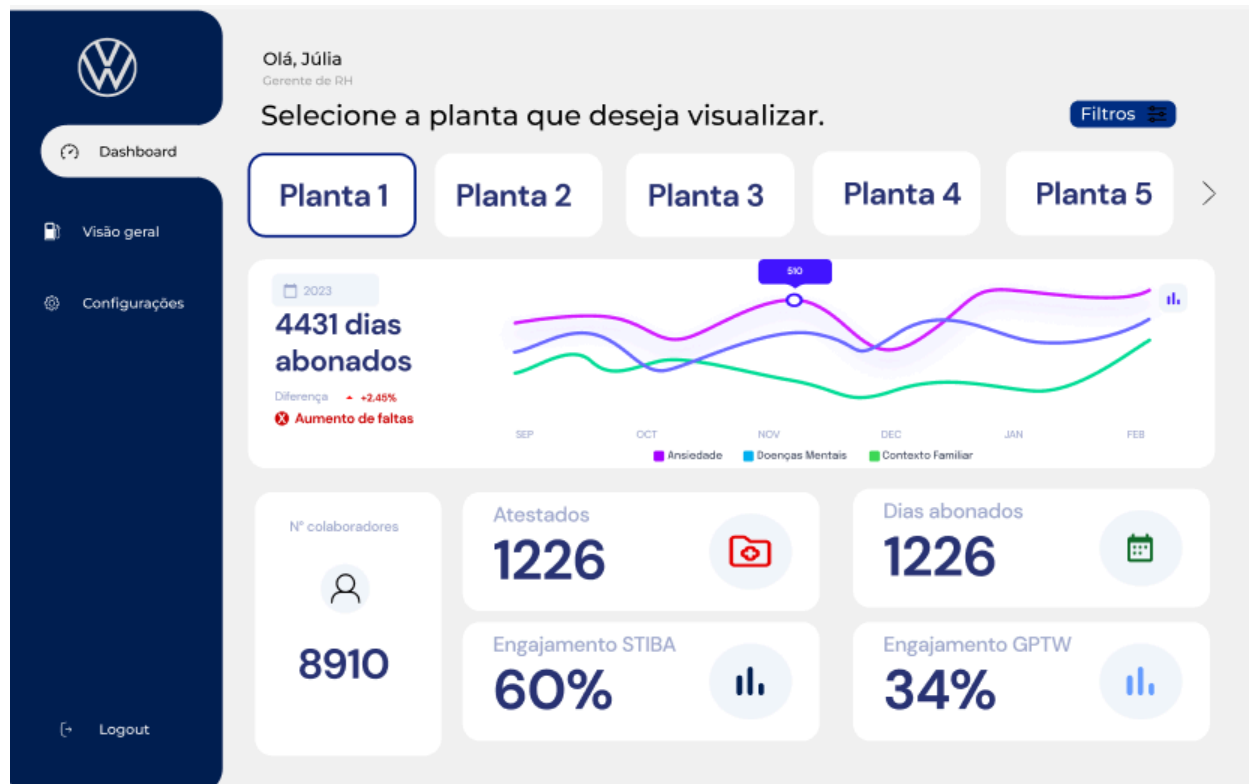 Olá, Júlia
Gerente de RH
Selecione a planta que deseja visualizar.
Filtros
Dashboard
Visão geral
Configurações
Logout
Planta 1
Planta 2
Planta 3
Planta 4
Planta 5
2023
4431 dias
abonados
Diferença +2.45%
Aumento de faltas
510
SEP OCT NOV DEC JAN FEB
Ansiedade Doenças Mentais Contexto Familiar
N° colaboradores
8910
Atestados
1226
Dias abonados
1226
Engajamento STIBA
60%
Engajamento GPTW
34%